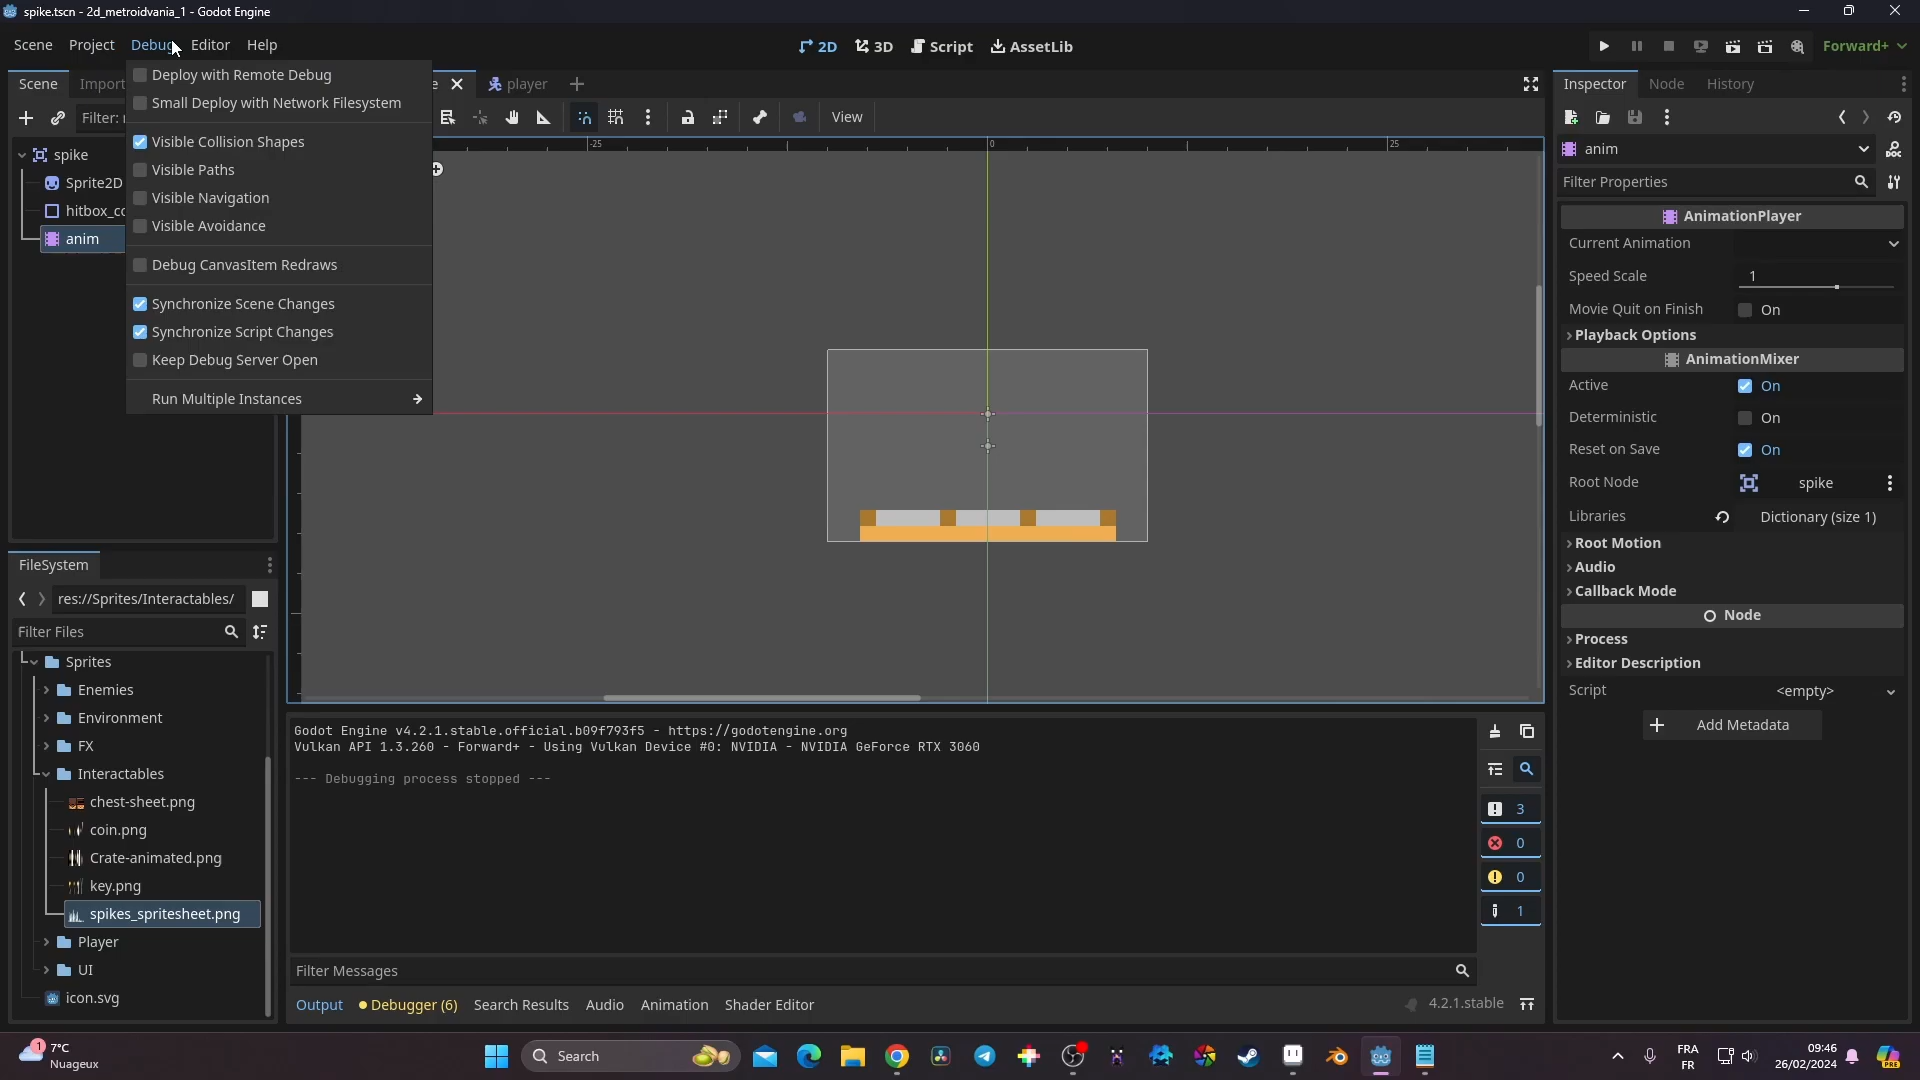 spike.tscn - 2d_metroidvania_1 - Godot Engine
Scene Project Debug Editor Help
2D 3D Script AssetLib
Forward+
Scene Import
player
Filter:
View
Deploy with Remote Debug
Small Deploy with Network Filesystem
Visible Collision Shapes
Visible Paths
Visible Navigation
Visible Avoidance
Debug CanvasItem Redraws
Synchronize Scene Changes
Synchronize Script Changes
Keep Debug Server Open
Run Multiple Instances
spike
Sprite2D
hitbox_co
anim
-25 0 25
FileSystem
res://Sprites/Interactables/
Filter Files
Sprites
Enemies
Environment
FX
Interactables
chest-sheet.png
coin.png
Crate-animated.png
key.png
spikes_spritesheet.png
Player
UI
icon.svg
Godot Engine v4.2.1.stable.official.b09f793f5 - https://godotengine.org
Vulkan API 1.3.260 - Forward+ - Using Vulkan Device #0: NVIDIA - NVIDIA GeForce RTX 3060
--- Debugging process stopped ---
3
0
0
1
Filter Messages
Output Debugger (6) Search Results Audio Animation Shader Editor
4.2.1.stable
Inspector Node History
anim
Filter Properties
AnimationPlayer
Current Animation
Speed Scale 1
Movie Quit on Finish On
Playback Options
AnimationMixer
Active On
Deterministic On
Reset on Save On
Root Node spike
Libraries Dictionary (size 1)
Root Motion
Audio
Callback Mode
Node
Process
Editor Description
Script <empty>
Add Metadata
1
7°C
Nuageux
Search
FRA
FR
09:46
26/02/2024
PRE